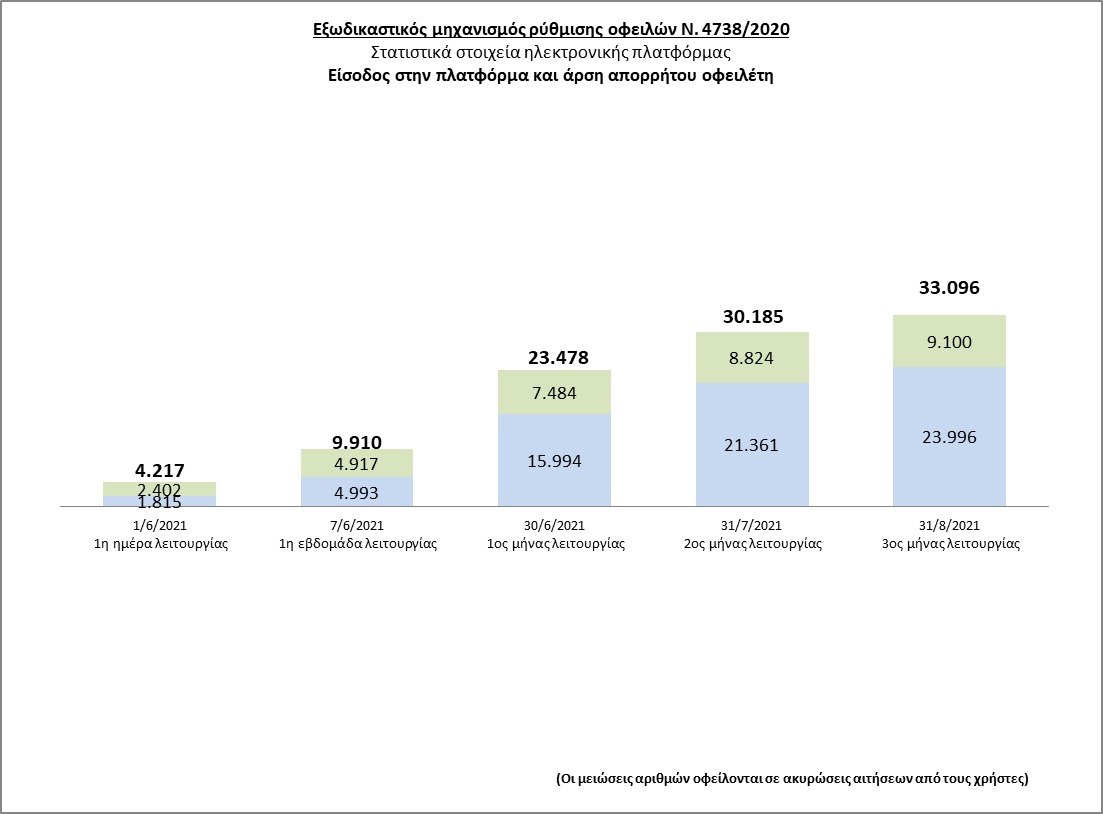 Εξωδικαστικός μηχανισμός ρύθμισης οφειλών Ν. 4738/2020
Στατιστικά στοιχεία ηλεκτρονικής πλατφόρμας
Είσοδος στην πλατφόρμα και άρση απορρήτου οφειλέτη
33.096
30.185
9.100
8.824
23.478
7.484
23.996
9.910
21.361
15.994
4.217
4.917
2.402
4.993
1.815
1/6/2021 7/6/2021 30/6/2021 31/7/2021 31/8/2021
1η ημέρα λειτουργίας 1η εβδομάδα λειτουργίας 1ος μήνας λειτουργίας 2ος μήνας λειτουργίας 3ος μήνας λειτουργίας
(Οι μειώσεις αριθμών οφείλονται σε ακυρώσεις αιτήσεων από τους χρήστες)